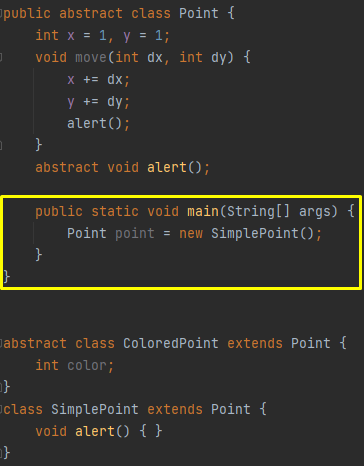 public abstract class Point {
    int x = 1, y = 1;
    void move(int dx, int dy) {
        x += dx;
        y += dy;
        alert();
    }
    abstract void alert();
    public static void main(String[] args) {
        Point point = new SimplePoint();
    }
}
abstract class ColoredPoint extends Point {
    int color;
}
class SimplePoint extends Point {
    void alert() { }
}